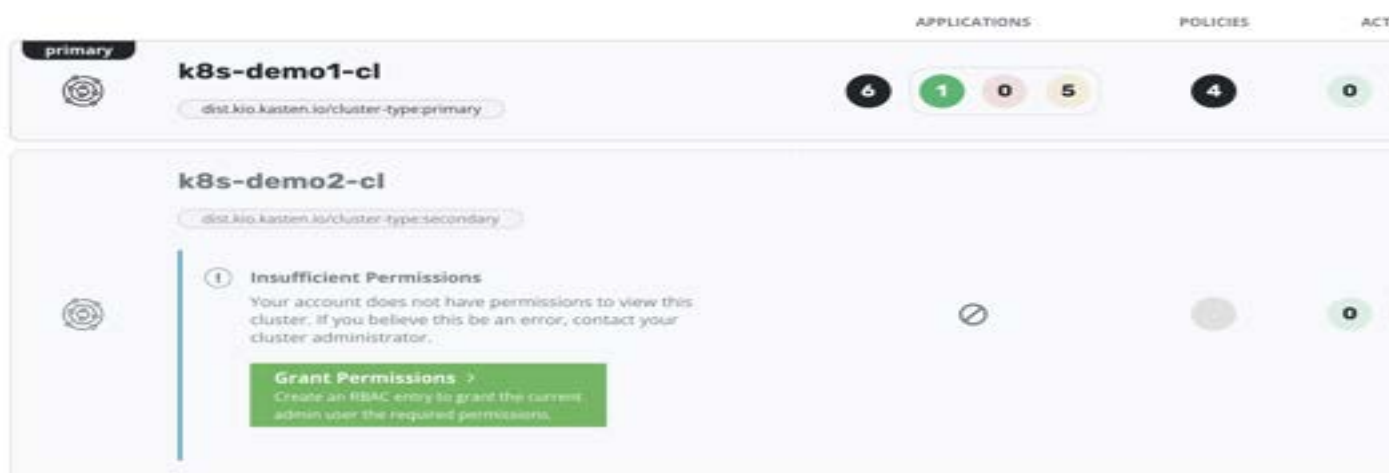 APPLICATIONS POLICIES ACT
primary
k8s-demo1-cl
6 1 0 5 4 0
dist.kio.kasten.io/cluster-type:primary
k8s-demo2-cl
dist.kio.kasten.io/cluster-type:secondary
Insufficient Permissions
Your account does not have permissions to view this
cluster. If you believe this be an error, contact your
cluster administrator.
0
Grant Permissions >
Create an RBAC entry to grant the current
admin user the required permissions.